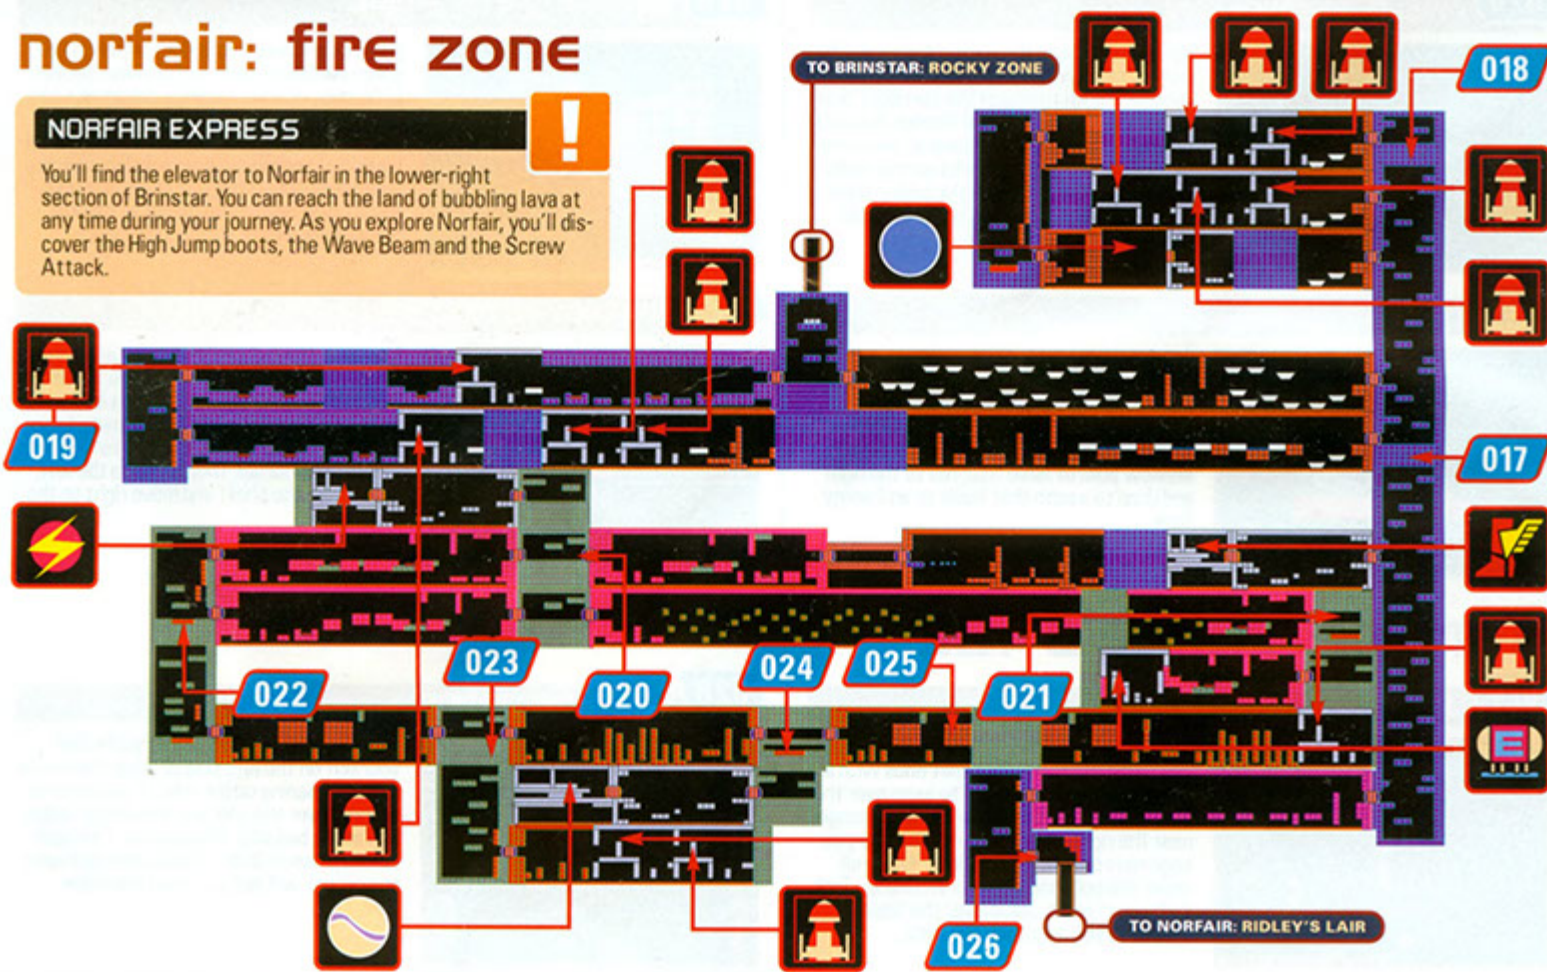 norfair: fire zone
NORFAIR EXPRESS
!
You'll find the elevator to Norfair in the lower-right
section of Brinstar. You can reach the land of bubbling lava at
any time during your journey. As you explore Norfair, you'll dis-
cover the High Jump boots, the Wave Beam and the Screw
Attack.
TO BRINSTAR: ROCKY ZONE
018
019
017
023
024
025
022
020
021
E
026
TO NORFAIR: RIDLEY'S LAIR